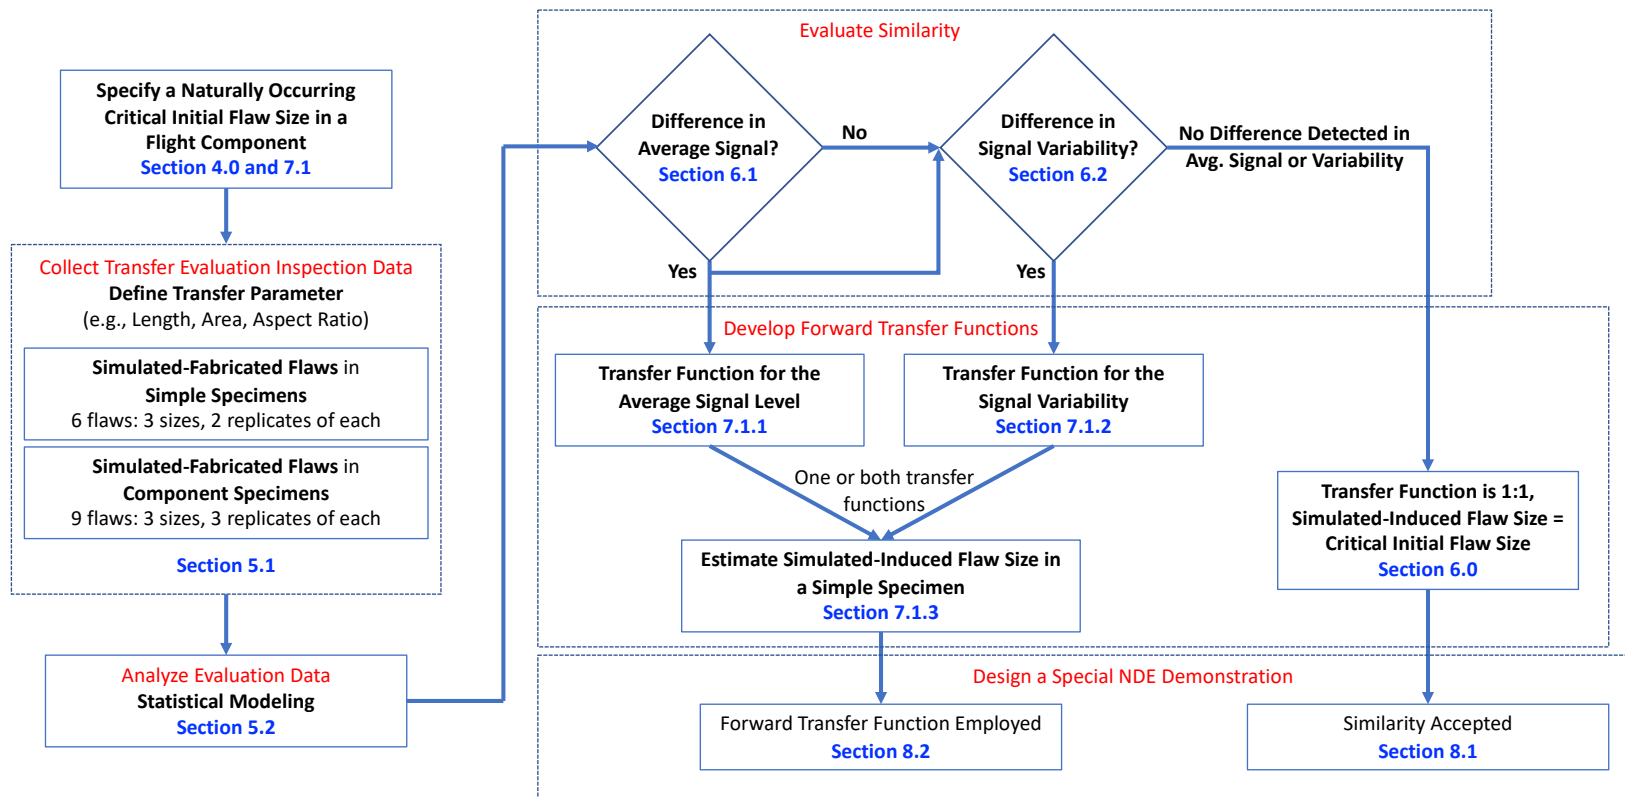 Specify a Naturally Occurring
Critical Initial Flaw Size in a
Flight Component
Section 4.0 and 7.1
Collect Transfer Evaluation Inspection Data
Define Transfer Parameter
(e.g., Length, Area, Aspect Ratio)
Simulated-Fabricated Flaws in
Simple Specimens
6 flaws: 3 sizes, 2 replicates of each
Simulated-Fabricated Flaws in
Component Specimens
9 flaws: 3 sizes, 3 replicates of each
Section 5.1
Analyze Evaluation Data
Statistical Modeling
Section 5.2
Evaluate Similarity
Difference in
Average Signal?
Section 6.1
No
Yes
Difference in
Signal Variability?
Section 6.2
Yes
No Difference Detected in
Avg. Signal or Variability
Develop Forward Transfer Functions
Transfer Function for the
Average Signal Level
Section 7.1.1
Transfer Function for the
Signal Variability
Section 7.1.2
One or both transfer
functions
Estimate Simulated-Induced Flaw Size in
a Simple Specimen
Section 7.1.3
Transfer Function is 1:1,
Simulated-Induced Flaw Size =
Critical Initial Flaw Size
Section 6.0
Design a Special NDE Demonstration
Forward Transfer Function Employed
Section 8.2
Similarity Accepted
Section 8.1